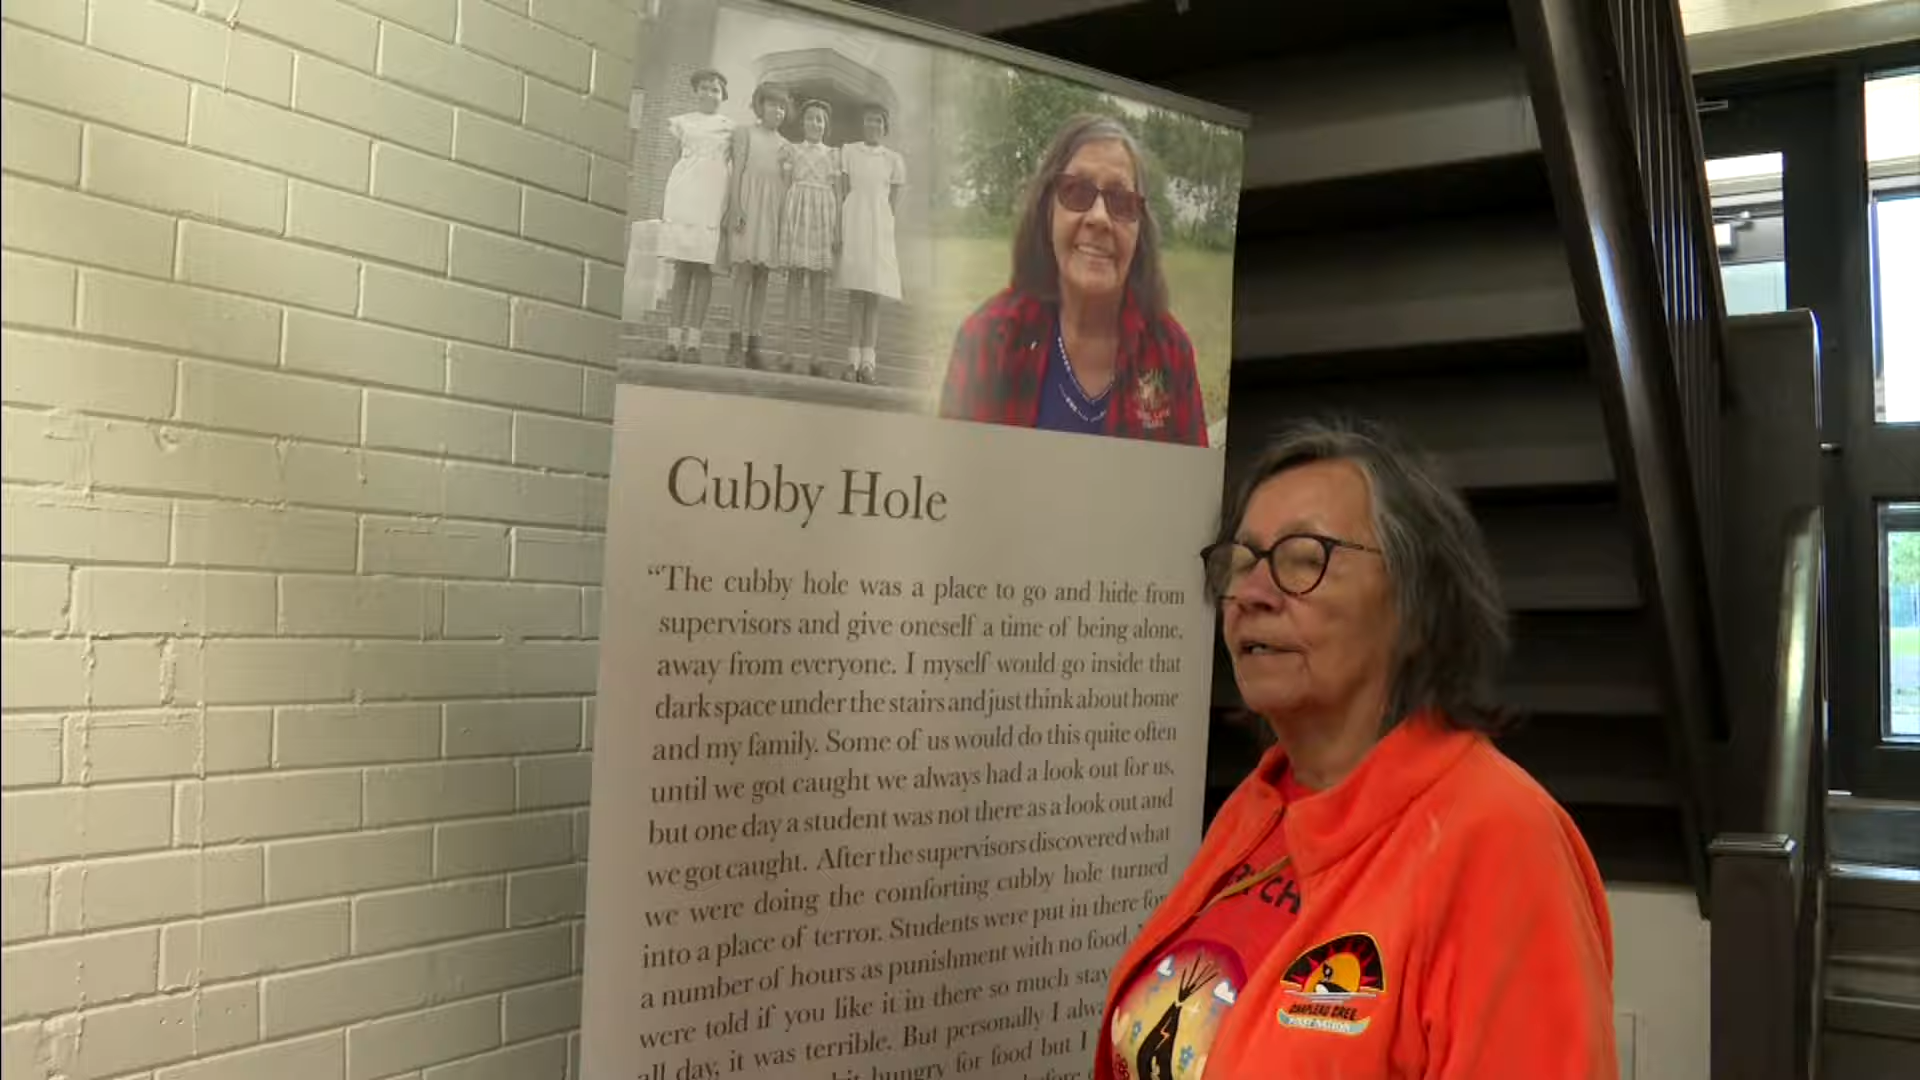 Cubby Hole
“The cubby hole was a place to go and hide from
supervisors and give oneself a time of being alone,
away from everyone. I myself would go inside that
dark space under the stairs and just think about home
and my family. Some of us would do this quite often
until we got caught we always had a look out for us,
but one day a student was not there as a look out and
we got caught. After the supervisors discovered what
we were doing the comforting cubby hole turned
into a place of terror. Students were put in there for
a number of hours as punishment with no food.
were told if you like it in there so much stay
all day, it was terrible. But personally I
hungry for food but I
CHAPLEAU CREE
FIRST NATION